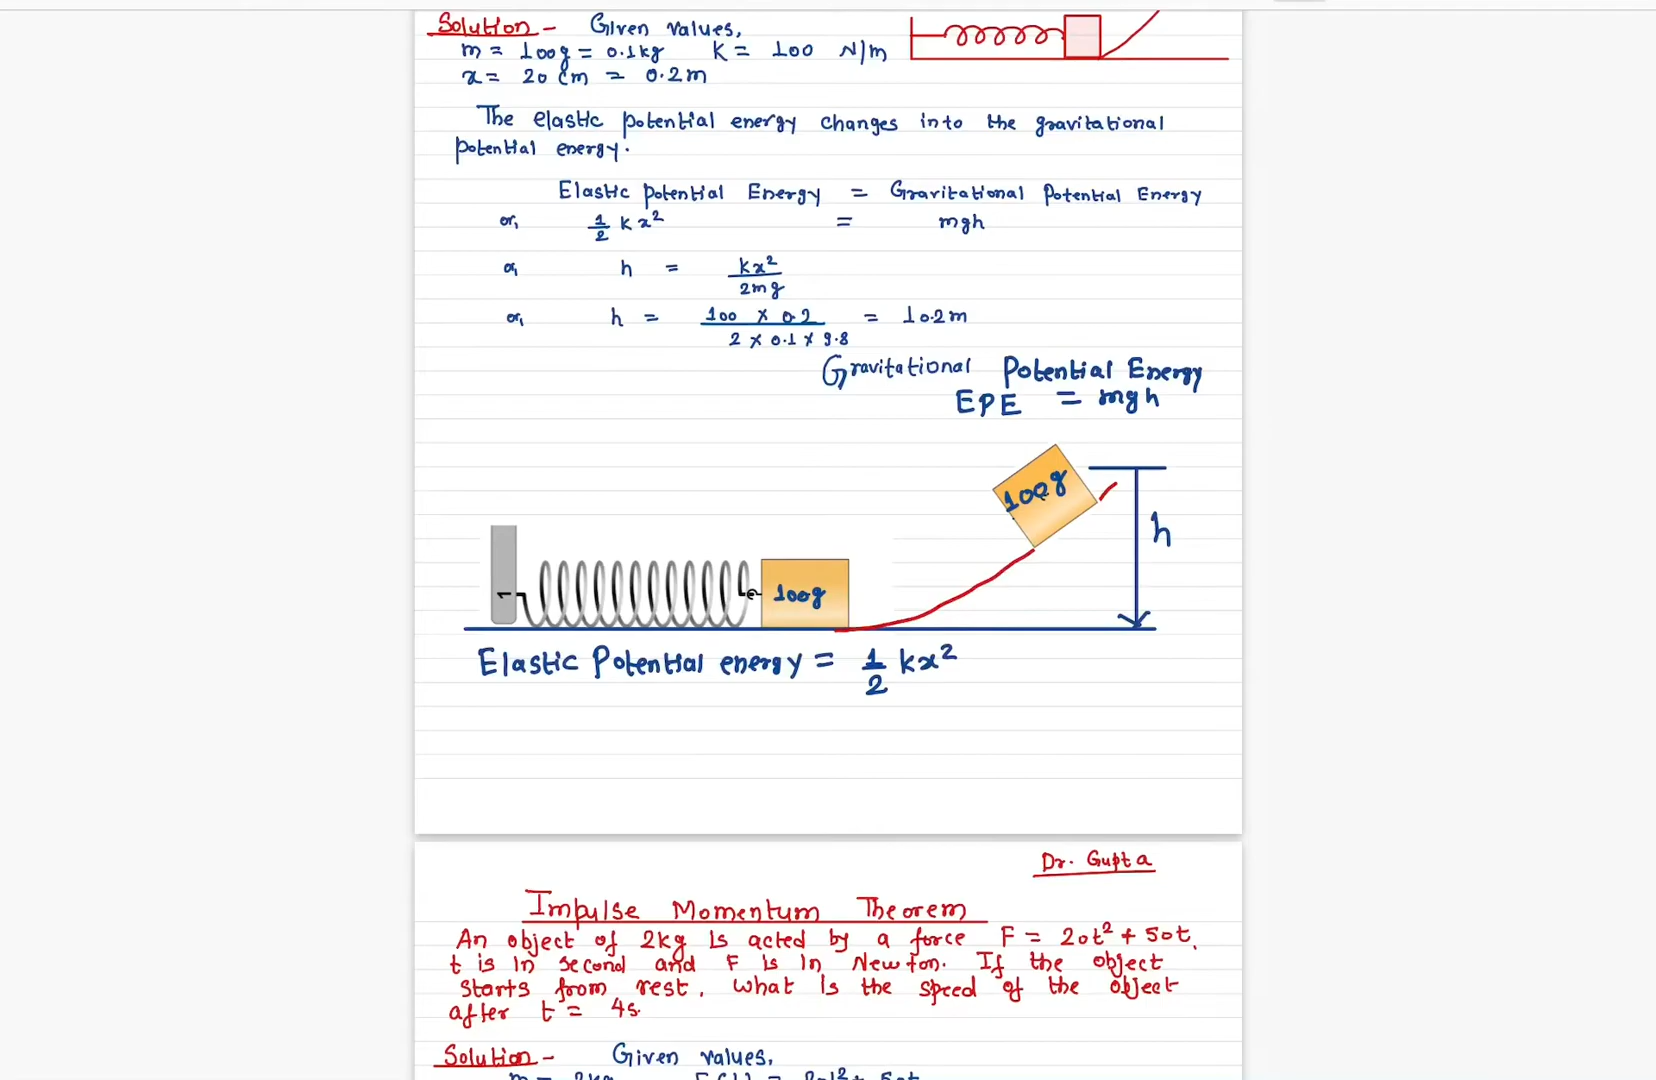 Solution - Given values,
m = 100g = 0.1kg K = 100 N/m
x = 20 cm = 0.2m
The elastic potential energy changes into the gravitational
potential energy.
Elastic potential Energy = Gravitational Potential Energy
or, 1/2 kx² = mgh
or, h = kx²/2mg
or, h = 100 × 0.2/2 × 0.1 × 9.8 = 10.2m
Gravitational Potential Energy
EPE = mgh
100g
h
100g
Elastic Potential energy = 1/2 kx²
Dr. Gupta
Impulse Momentum Theorem
An object of 2kg is acted by a force F = 20t² + 50t,
t is in second and F is in Newton. If the object
starts from rest, what is the speed of the object
after t = 4s.
Solution - Given values,